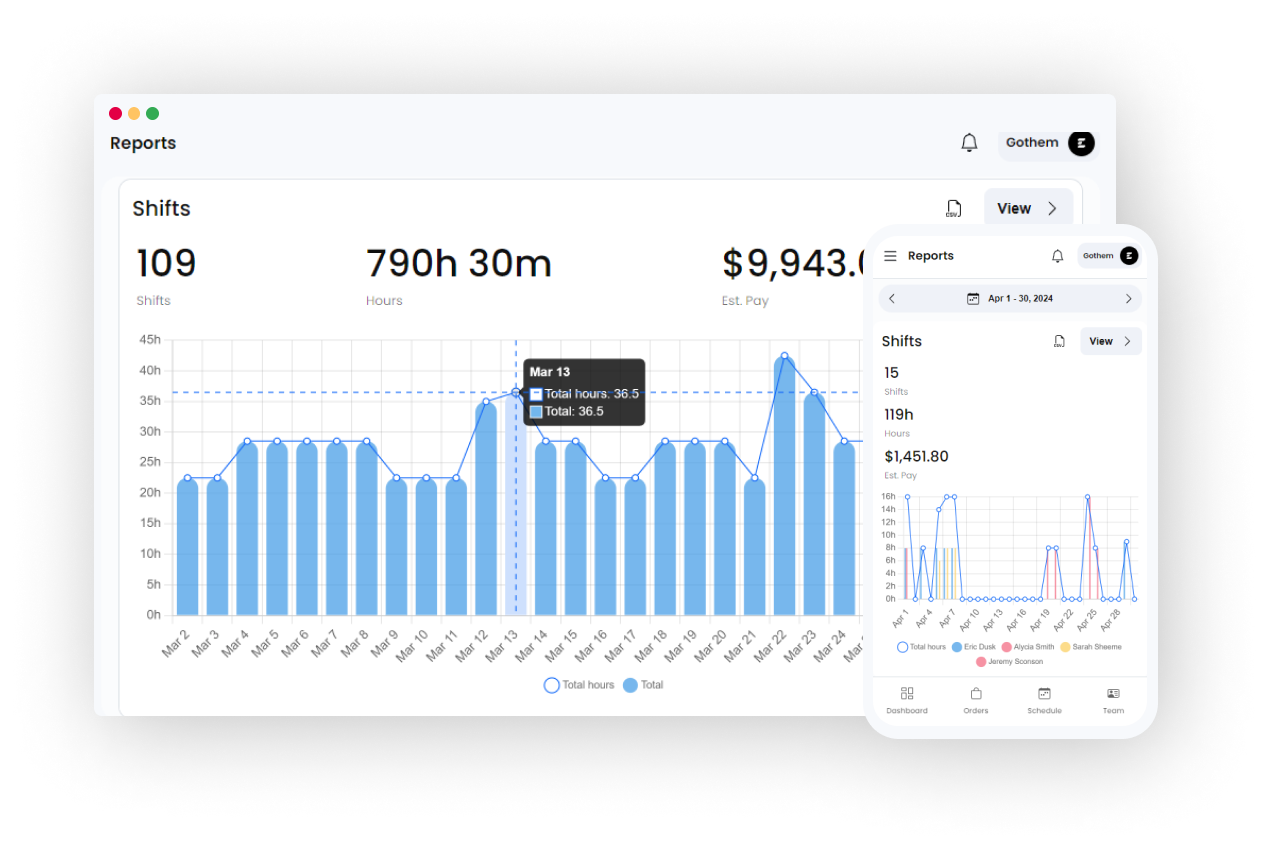 Reports
Gothem
Shifts
CSV
View
109
790h 30m
$9,943.
Shifts
Hours
Est. Pay
45h
40h
35h
30h
25h
20h
15h
10h
5h
0h
Mar 13
Total hours: 36.5
Total: 36.5
Mar 2
Mar 3
Mar 4
Mar 5
Mar 6
Mar 7
Mar 8
Mar 9
Mar 10
Mar 11
Mar 12
Mar 13
Mar 14
Mar 15
Mar 16
Mar 17
Mar 18
Mar 19
Mar 20
Mar 21
Mar 22
Mar 23
Mar 24
Total hours Total
Reports
Gothem
Apr 1 - 30, 2024
Shifts
CSV
View
15
Shifts
119h
Hours
$1,451.80
Est. Pay
16h
14h
12h
10h
8h
6h
4h
2h
0h
Apr 1
Apr 4
Apr 7
Apr 10
Apr 13
Apr 16
Apr 19
Apr 22
Apr 25
Apr 28
Total hours Eric Dusk Alycia Smith Sarah Sheeme
Jeremy Sconson
Dashboard Orders Schedule Team